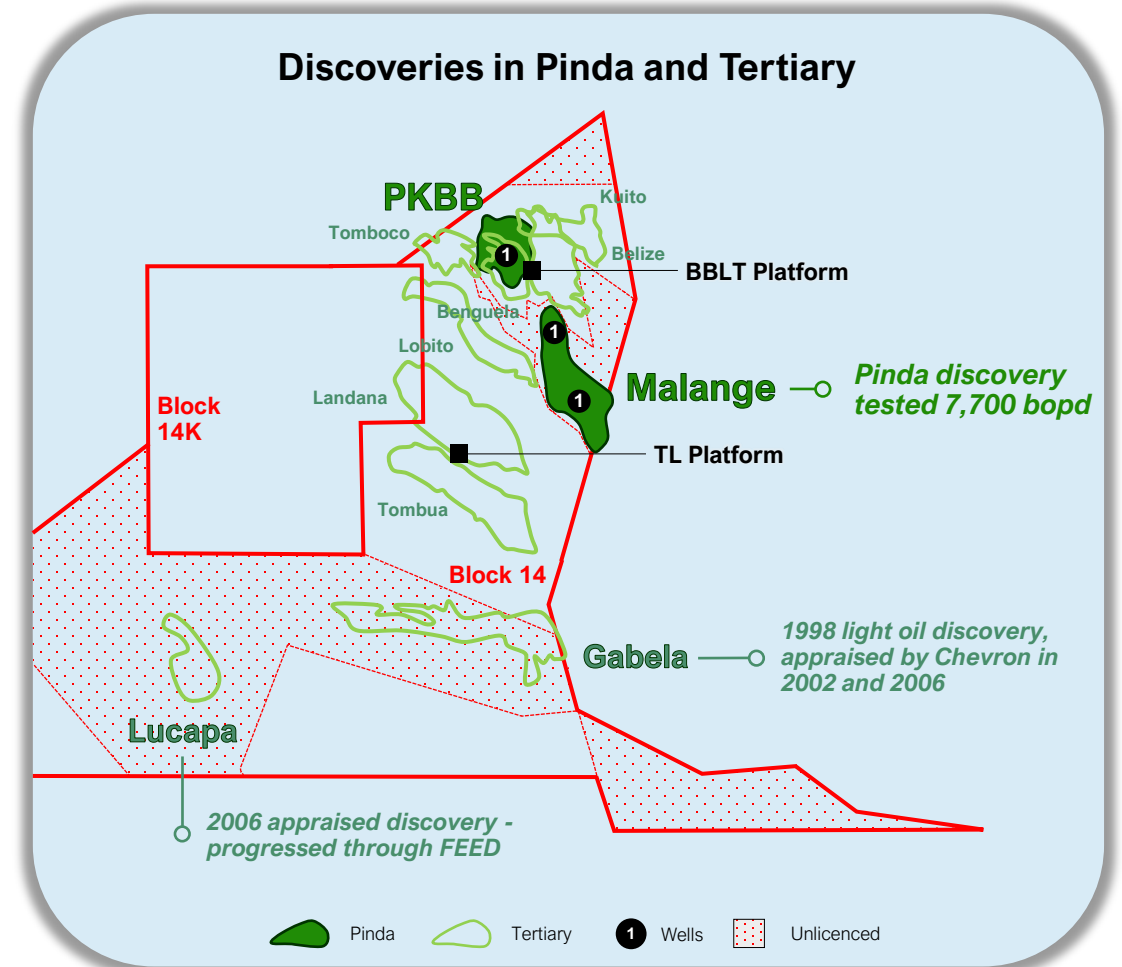 Discoveries in Pinda and Tertiary
PKBB
Kuito
Tomboco
1
Belize
BBLT Platform
Benguela
1
Lobito
Malange
Pinda discovery
tested 7,700 bopd
Landana
1
Block
14K
TL Platform
Tombua
Block 14
Gabela
1998 light oil discovery,
appraised by Chevron in
2002 and 2006
Lucapa
2006 appraised discovery -
progressed through FEED
Pinda
Tertiary
1
Wells
Unlicenced